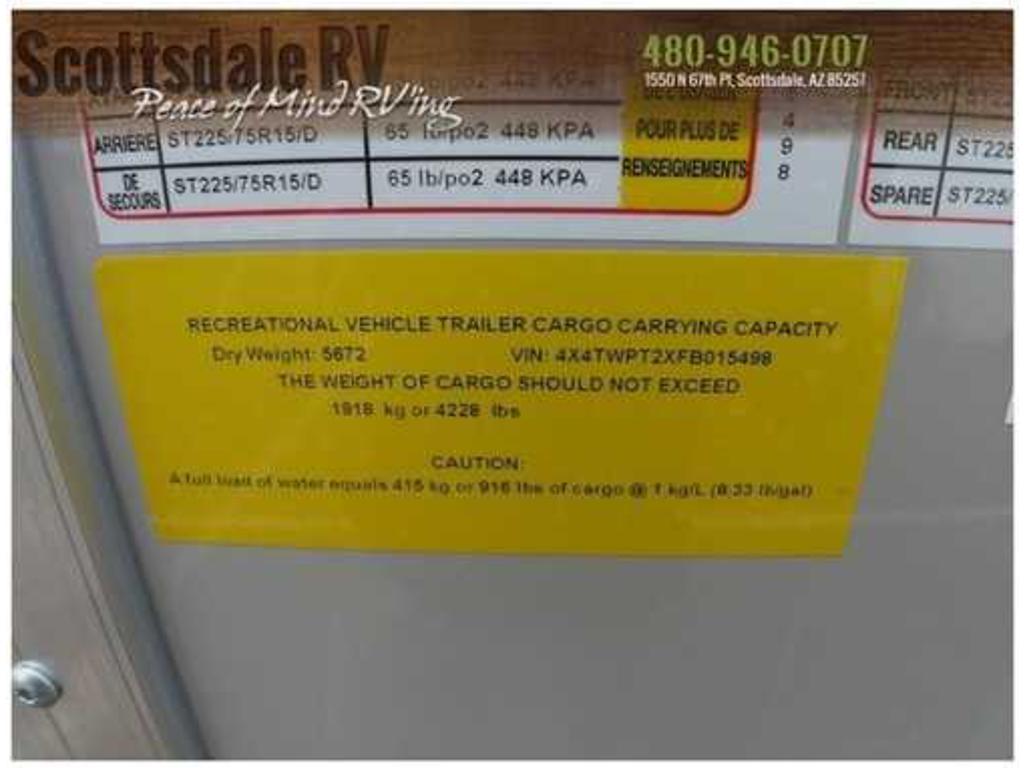 Scottsdale RV
Peace of Mind RV'ing
480-946-0707
1550 N 67th Pl, Scottsdale, AZ 85257
448 KPA
FRONT
ARRIERE ST225/75R15/D 65 lb/po2 448 KPA
POUR PLUS DE
RENSEIGNEMENTS
4
9
8
DE
SECOURS
ST225/75R15/D 65 lb/po2 448 KPA
REAR ST225
SPARE ST225/
RECREATIONAL VEHICLE TRAILER CARGO CARRYING CAPACITY
Dry Weight: 5672 VIN: 4X4TWPT2XFB015498
THE WEIGHT OF CARGO SHOULD NOT EXCEED
1918 kg or 4228 lbs
CAUTION:
A full load of water equals 415 kg or 916 lbs of cargo @ 1 kg/L (8.33 lb/gal)